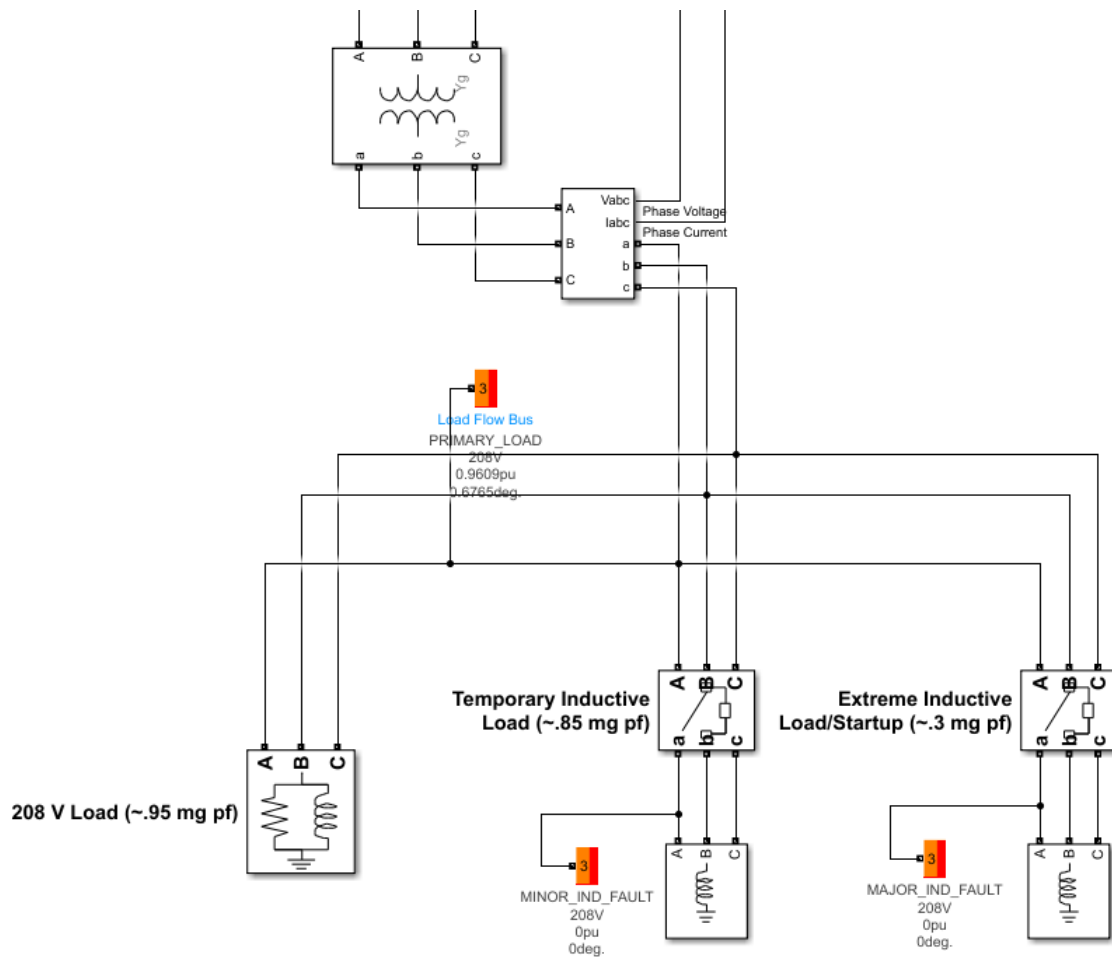 A B C
Yg
Yg
a b c
A
B
C
Vabc
Iabc
a
b
c
Phase Voltage
Phase Current
3
Load Flow Bus
PRIMARY_LOAD
208V
0.9609pu
0.6765deg.
Temporary Inductive
Load (~.85 mg pf)
A B C
a b c
Extreme Inductive
Load/Startup (~.3 mg pf)
A B C
a b c
208 V Load (~.95 mg pf)
A B C
3
MINOR_IND_FAULT
208V
0pu
0deg.
A B C
3
MAJOR_IND_FAULT
208V
0pu
0deg.
A B C